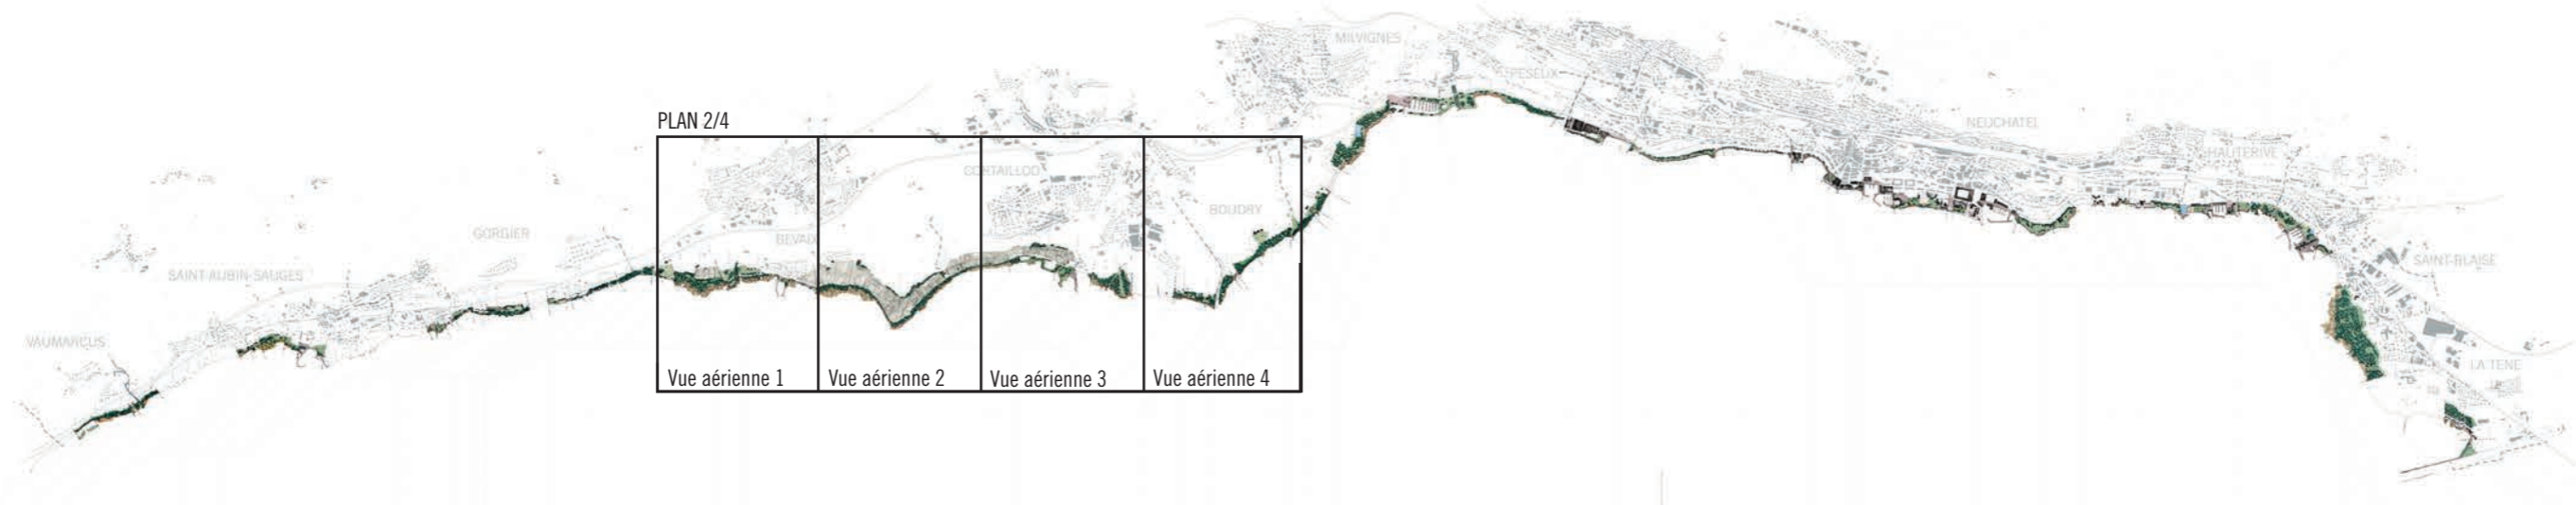 MILVIGNES
PESEUX
PLAN 2/4
NEUCHATEL
HAUTERIVE
CORTAILLOD
BOUDRY
GORGIER
BEVAIX
SAINT-AUBIN-SAUGES
SAINT-BLAISE
VAUMARCUS
LA TENE
Vue aérienne 1
Vue aérienne 2
Vue aérienne 3
Vue aérienne 4